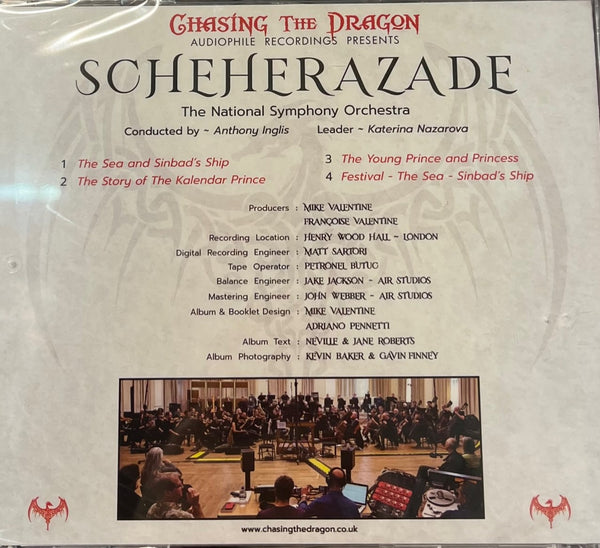 CHASING THE DRAGON
AUDIOPHILE RECORDINGS PRESENTS
SCHEHERAZADE
The National Symphony Orchestra
Conducted by ~ Anthony Inglis Leader ~ Katerina Nazarova
1 The Sea and Sinbad's Ship
2 The Story of The Kalendar Prince
3 The Young Prince and Princess
4 Festival - The Sea - Sinbad's Ship
Producers : MIKE VALENTINE
FRANÇOISE VALENTINE
Recording Location : HENRY WOOD HALL ~ LONDON
Digital Recording Engineer : MATT SARTORI
Tape Operator : PETRONEL BUTUC
Balance Engineer : JAKE JACKSON - AIR STUDIOS
Mastering Engineer : JOHN WEBBER - AIR STUDIOS
Album & Booklet Design : MIKE VALENTINE
ADRIANO PENNETTI
Album Text : NEVILLE & JANE ROBERTS
Album Photography : KEVIN BAKER & GAVIN FINNEY
www.chasingthedragon.co.uk